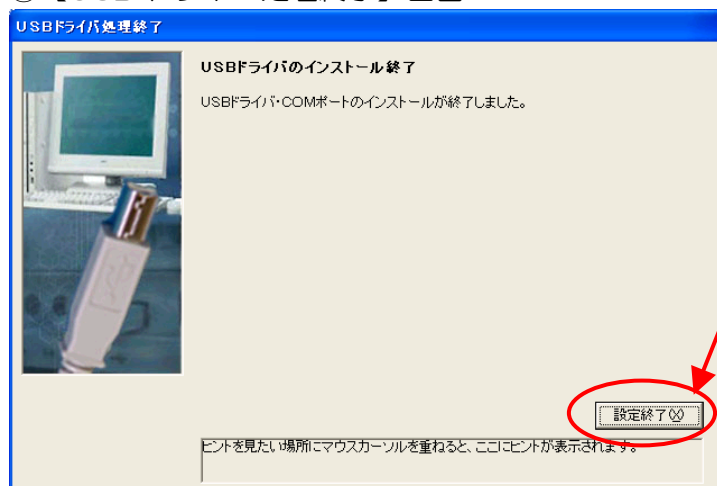 USBドライバ処理終了
USBドライバのインストール終了
USBドライバ・COMポートのインストールが終了しました。
設定終了(X)
ヒントを見たい場所にマウスカーソルを重ねると、ここにヒントが表示されます。